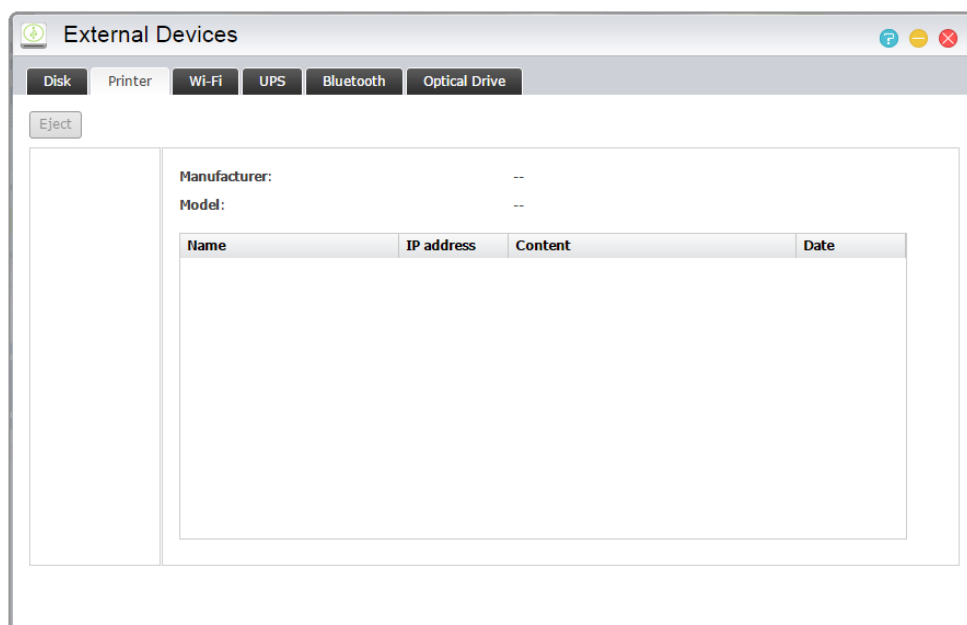 External Devices
Disk Printer Wi-Fi UPS Bluetooth Optical Drive
Eject
Manufacturer: --
Model: --
Name IP address Content Date